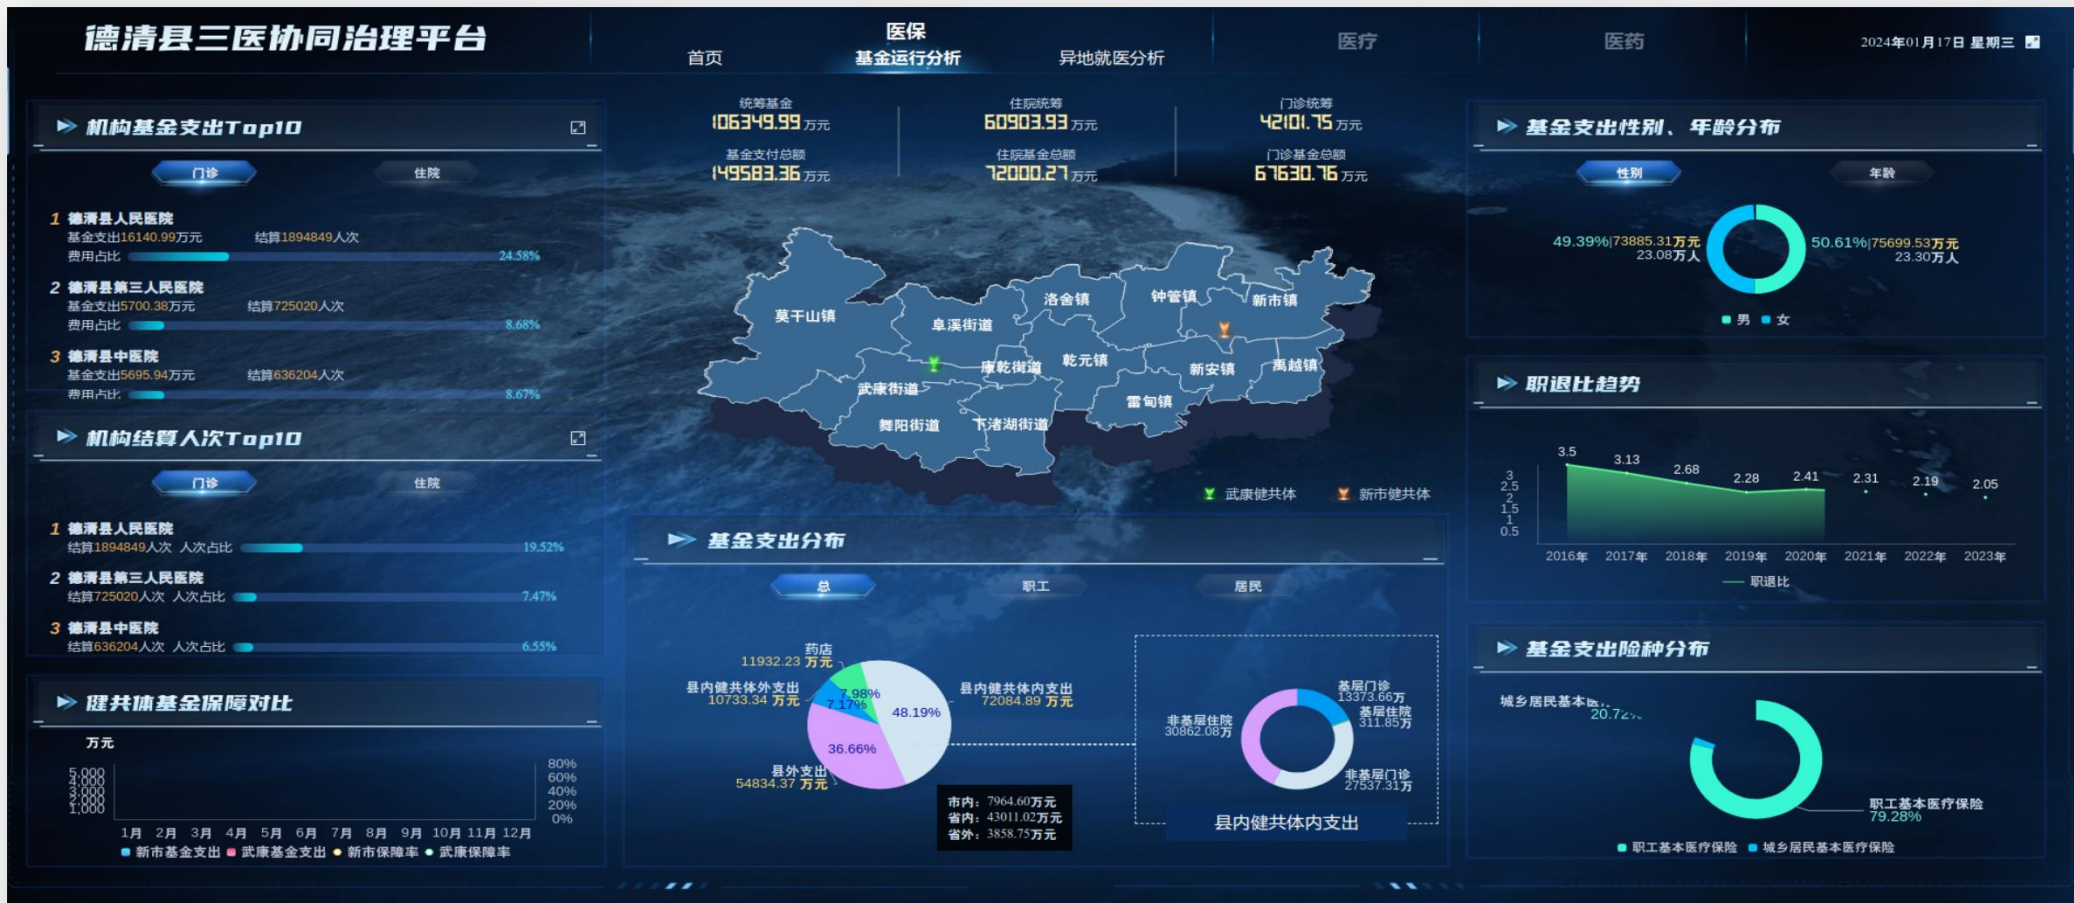 德清县三医协同治理平台
医保
首页
基金运行分析
异地就医分析
医疗
医药
2024年01月17日 星期三
机构基金支出Top10
门诊
住院
1 德清县人民医院
基金支出16140.99万元 结算1894849人次
费用占比 24.58%
2 德清县第三人民医院
基金支出5700.38万元 结算725020人次
费用占比 8.68%
3 德清县中医院
基金支出5695.94万元 结算636204人次
费用占比 8.67%
机构结算人次Top10
门诊
住院
1 德清县人民医院
结算1894849人次 人次占比 19.52%
2 德清县第三人民医院
结算725020人次 人次占比 7.47%
3 德清县中医院
结算636204人次 人次占比 6.55%
健共体基金保障对比
万元
5,000
4,000
3,000
2,000
1,000
80%
60%
40%
20%
0%
1月 2月 3月 4月 5月 6月 7月 8月 9月 10月 11月 12月
新市基金支出 武康基金支出 新市保障率 武康保障率
统筹基金
106349.99万元
住院统筹
60903.93万元
门诊统筹
42101.75万元
基金支付总额
149583.36万元
住院基金总额
72000.27万元
门诊基金总额
67630.76万元
莫干山镇
阜溪街道
洛舍镇
钟管镇
新市镇
康乾街道
乾元镇
新安镇
禹越镇
武康街道
雷甸镇
舞阳街道
下渚湖街道
武康健共体
新市健共体
基金支出分布
总
职工
居民
药店
11932.23 万元
县内健共体外支出
10733.34 万元
县内健共体内支出
72084.89 万元
县外支出
54834.37 万元
7.98%
7.17%
48.19%
36.66%
市内：7964.60万元
省内：43011.02万元
省外：3858.75万元
基层门诊
13373.66万
基层住院
311.85万
非基层住院
30862.08万
非基层门诊
27537.31万
县内健共体内支出
基金支出性别、年龄分布
性别
年龄
49.39%|73885.31万元
23.08万人
50.61%|75699.53万元
23.30万人
男 女
职退比趋势
3
2.5
2
1.5
1
0.5
3.5
3.13
2.68
2.28
2.41
2.31
2.19
2.05
2016年 2017年 2018年 2019年 2020年 2021年 2022年 2023年
职退比
基金支出险种分布
城乡居民基本
20.72
职工基本医疗保险
79.28%
职工基本医疗保险 城乡居民基本医疗保险